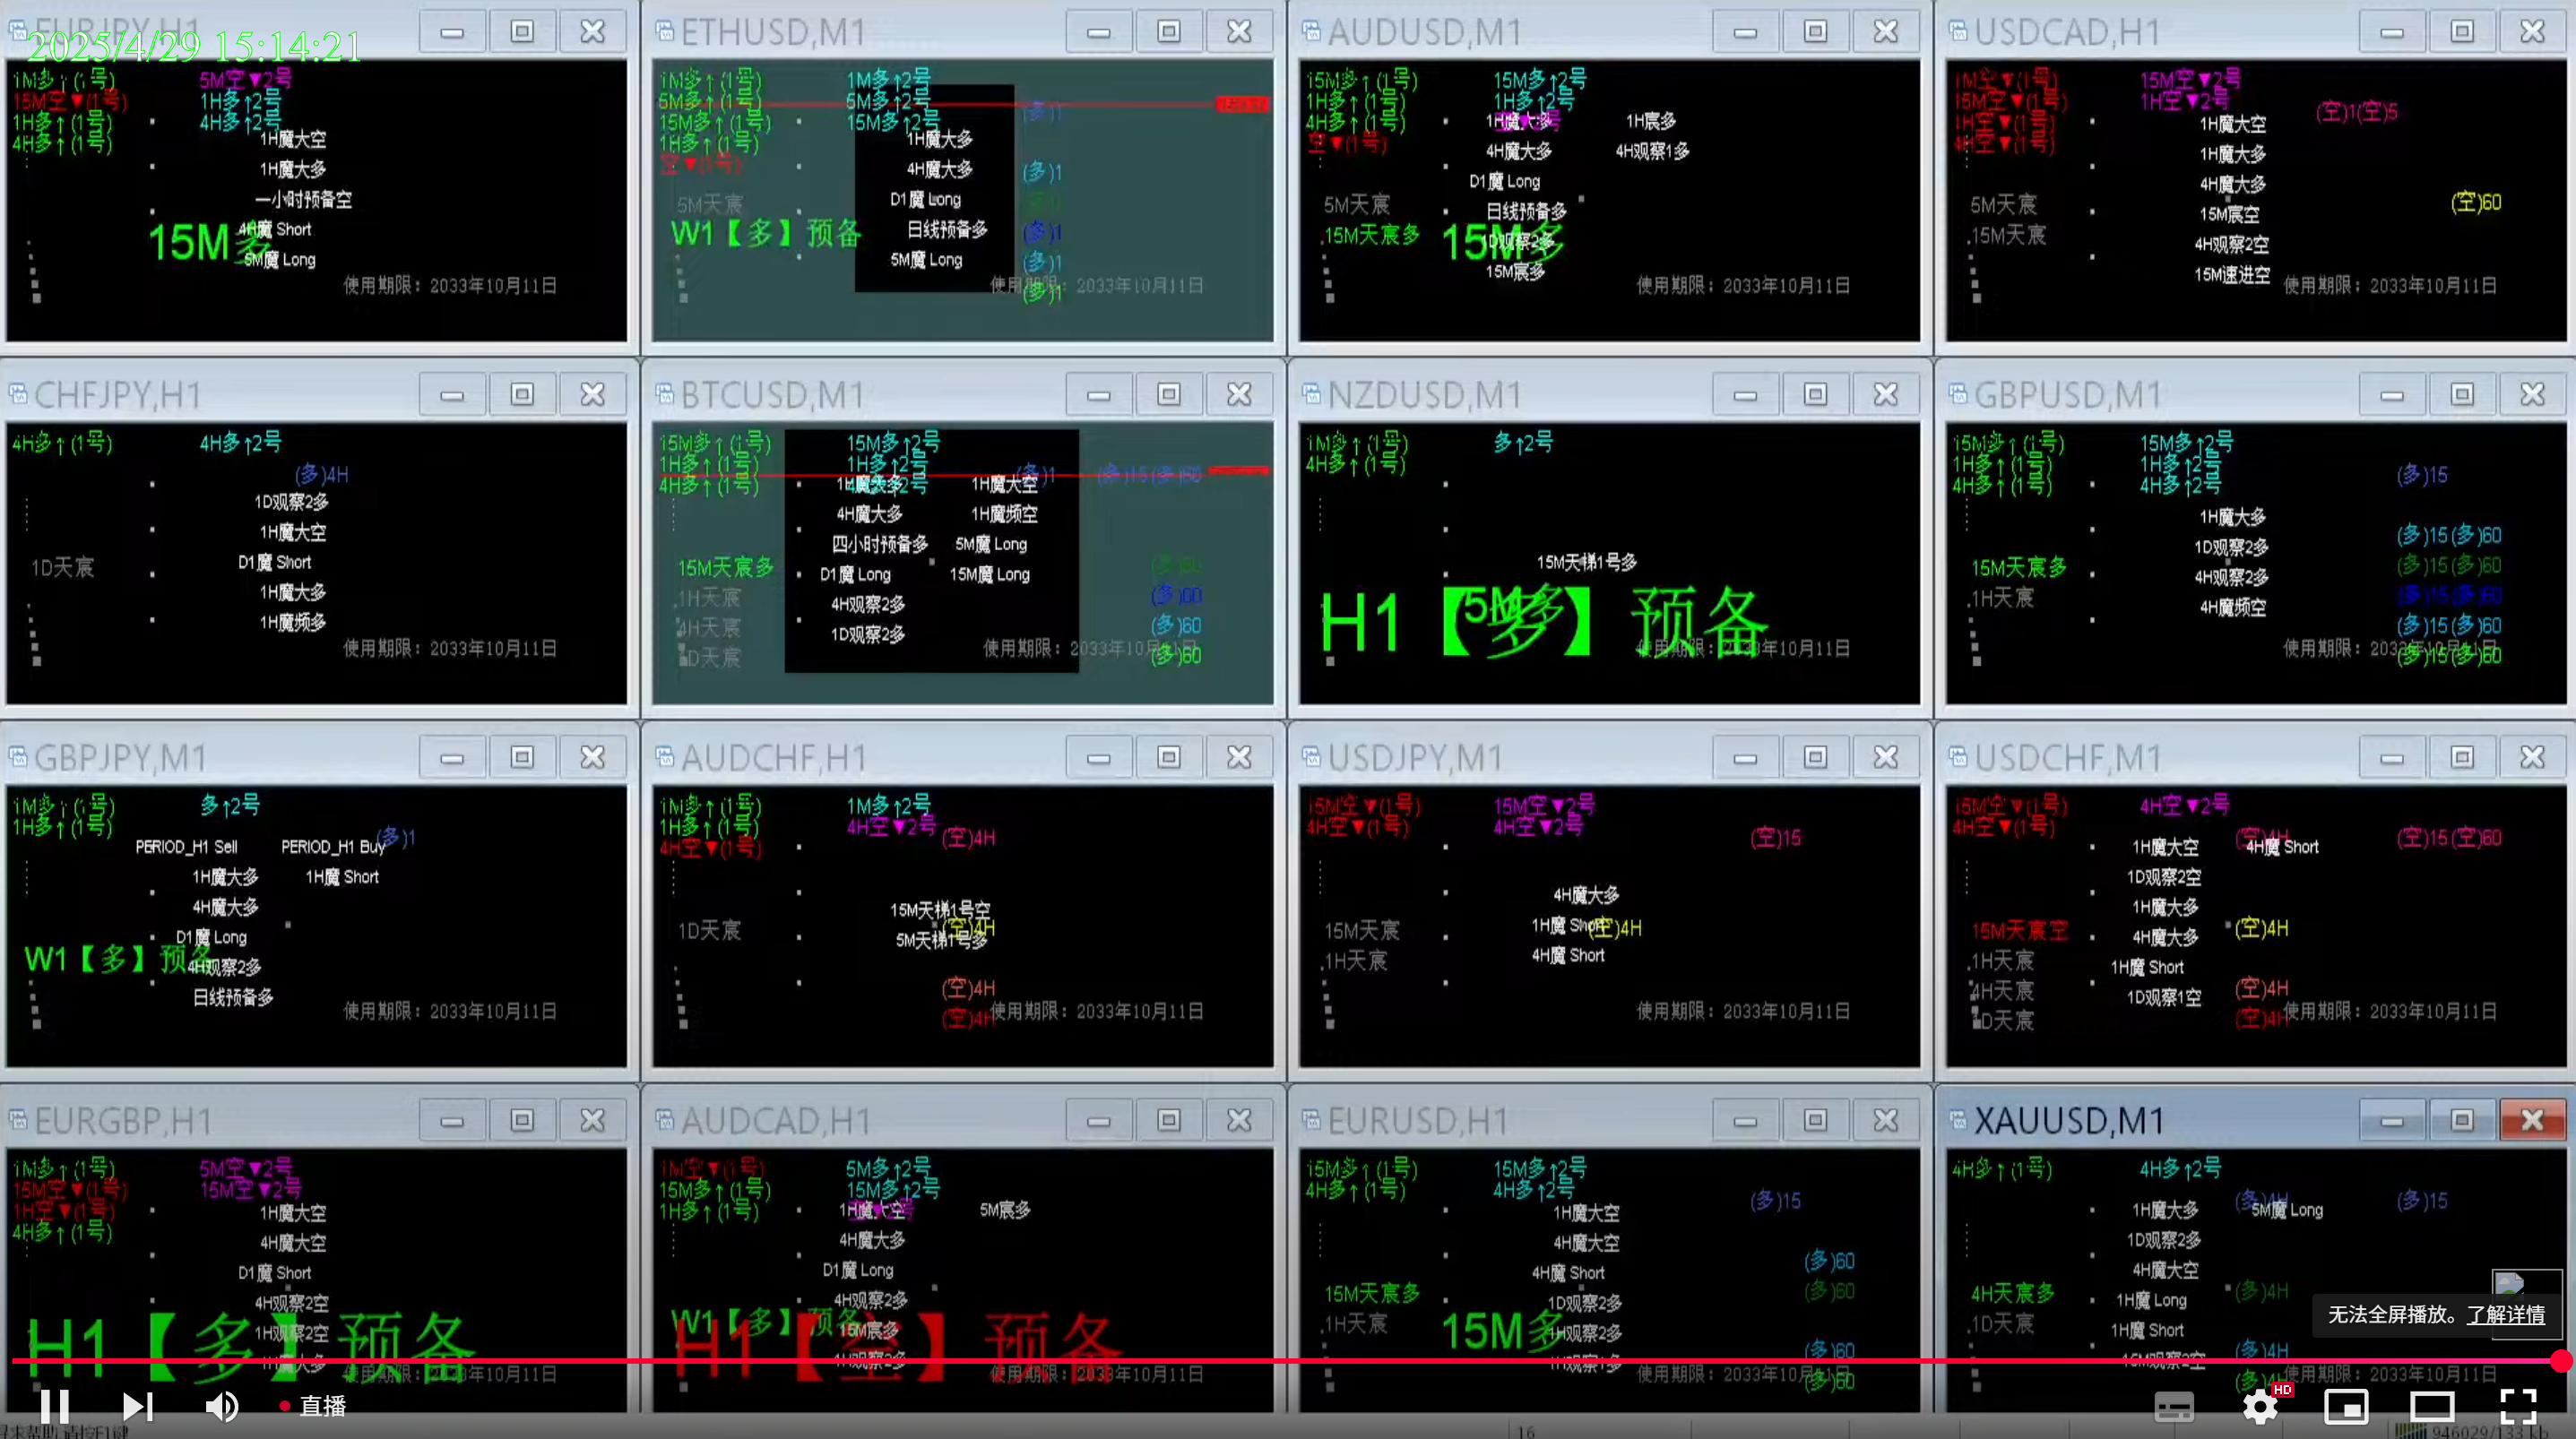 EURJPY,H1
2025/4/29 15:14:21
1M多↑(1号) 5M空▼2号
15M空▼(1号) 1H多↑2号
1H多↑(1号) 4H多↑2号
4H多↑(1号)
1H魔大空
1H魔大多
一小时预备空
4H魔 Short
15M多
5M魔 Long
使用期限：2033年10月11日
ETHUSD,M1
1M多↑(1号) 1M多↑2号
5M多↑(1号) 5M多↑2号
15M多↑(1号) 15M多↑2号
1H多↑(1号)
空▼(1号)
(多)1
1H魔大多
4H魔大多 (多)1
D1魔 Long
5M天宸
日线预备多 (多)1
W1【多】预备
5M魔 Long (多)1
使用期限：2033年10月11日
(多)1
AUDUSD,M1
15M多↑(1号) 15M多↑2号
1H多↑(1号) 1H多↑2号
4H多↑(1号) 1H魔大多 1H宸多
空▼(1号)
4H魔大多 4H观察1多
D1魔 Long
5M天宸 日线预备多
15M天宸多 15M多
1D观察2多
15M宸多
使用期限：2033年10月11日
USDCAD,H1
1M空▼(1号) 15M空▼2号
15M空▼(1号) 1H空▼2号
1H空▼(1号)
4H空▼(1号)
(空)1(空)5
1H魔大空
1H魔大多
4H魔大多
5M天宸 (空)60
15M宸空
15M天宸 4H观察2空
15M速进空
使用期限：2033年10月11日
CHFJPY,H1
4H多↑(1号) 4H多↑2号
(多)4H
1D观察2多
1H魔大空
D1魔 Short
1D天宸
1H魔大多
1H魔频多
使用期限：2033年10月11日
BTCUSD,M1
15M多↑(1号) 15M多↑2号
1H多↑(1号) 1H多↑2号
4H多↑(1号) 4H多↑2号
(多)1 (多)15(多)60
1H魔大多 1H魔大空
4H魔大多 1H魔频空
四小时预备多 5M魔 Long
15M天宸多 (多)60
D1魔 Long 15M魔 Long
1H天宸 (多)60
4H观察2多
4H天宸 (多)60
1D观察2多
1D天宸 (多)60
使用期限：2033年10月11日
NZDUSD,M1
1M多↑(1号) 多↑2号
4H多↑(1号)
15M天梯1号多
H1【多】预备
5M多
使用期限：2033年10月11日
GBPUSD,M1
15M多↑(1号) 15M多↑2号
1H多↑(1号) 1H多↑2号
4H多↑(1号) 4H多↑2号
(多)15
1H魔大多
(多)15(多)60
1D观察2多
15M天宸多 (多)15(多)60
4H观察2多
1H天宸 (多)15(多)60
4H魔频空
(多)15(多)60
使用期限：2033年10月11日
(多)15(多)60
GBPJPY,M1
1M多↑(1号) 多↑2号
1H多↑(1号)
(多)1
PERIOD_H1 Sell PERIOD_H1 Buy
1H魔大多 1H魔 Short
4H魔大多
D1魔 Long
W1【多】预备
4H观察2多
日线预备多
使用期限：2033年10月11日
AUDCHF,H1
1M多↑(1号) 1M多↑2号
1H多↑(1号) 4H空▼2号
4H空▼(1号) (空)4H
15M天梯1号空
1D天宸 (空)4H
5M天梯1号多
(空)4H
(空)4H
使用期限：2033年10月11日
USDJPY,M1
15M空▼(1号) 15M空▼2号
4H空▼(1号) 4H空▼2号
(空)15
4H魔大多
1H魔 Short (空)4H
15M天宸
1H天宸 4H魔 Short
使用期限：2033年10月11日
USDCHF,M1
15M空▼(1号) 4H空▼2号
4H空▼(1号)
(空)4H (空)15(空)60
1H魔大空 4H魔 Short
1D观察2空
1H魔大多
15M天宸空 4H魔大多 (空)4H
1H天宸 1H魔 Short
4H天宸 1D观察1空 (空)4H
1D天宸 (空)4H
使用期限：2033年10月11日
EURGBP,H1
1M多↑(1号) 5M空▼2号
15M空▼(1号) 15M空▼2号
1H空▼(1号)
4H多↑(1号)
1H魔大空
4H魔大空
D1魔 Short
4H观察2空
1H观察2空
H1【多】预备
使用期限：2033年10月11日
AUDCAD,H1
1M空▼(1号) 5M多↑2号
15M多↑(1号) 15M多↑2号
1H多↑(1号) 1H魔大空 5M宸多
4H魔大多
D1魔 Long
4H观察2多
W1【多】预备
15M宸多
H1【空】预备
使用期限：2033年10月11日
EURUSD,H1
15M多↑(1号) 15M多↑2号
4H多↑(1号) 4H多↑2号
(多)15
1H魔大空
4H魔大空
(多)60
4H魔 Short
15M天宸多 (多)60
1D观察2多
1H天宸 15M多
1H观察2多
(多)60
1H观察1多
使用期限：2033年10月11日
(多)60
XAUUSD,M1
4H多↑(1号) 4H多↑2号
(多)4H (多)15
1H魔大多 5M魔 Long
1D观察2多
4H魔大空
4H天宸多 (多)4H
1H魔 Long
1D天宸 1H魔 Short
(多)4H
15M观察2空
使用期限：2033年10月11日
无法全屏播放。了解详情
直播
HD
16
946029/133 kb